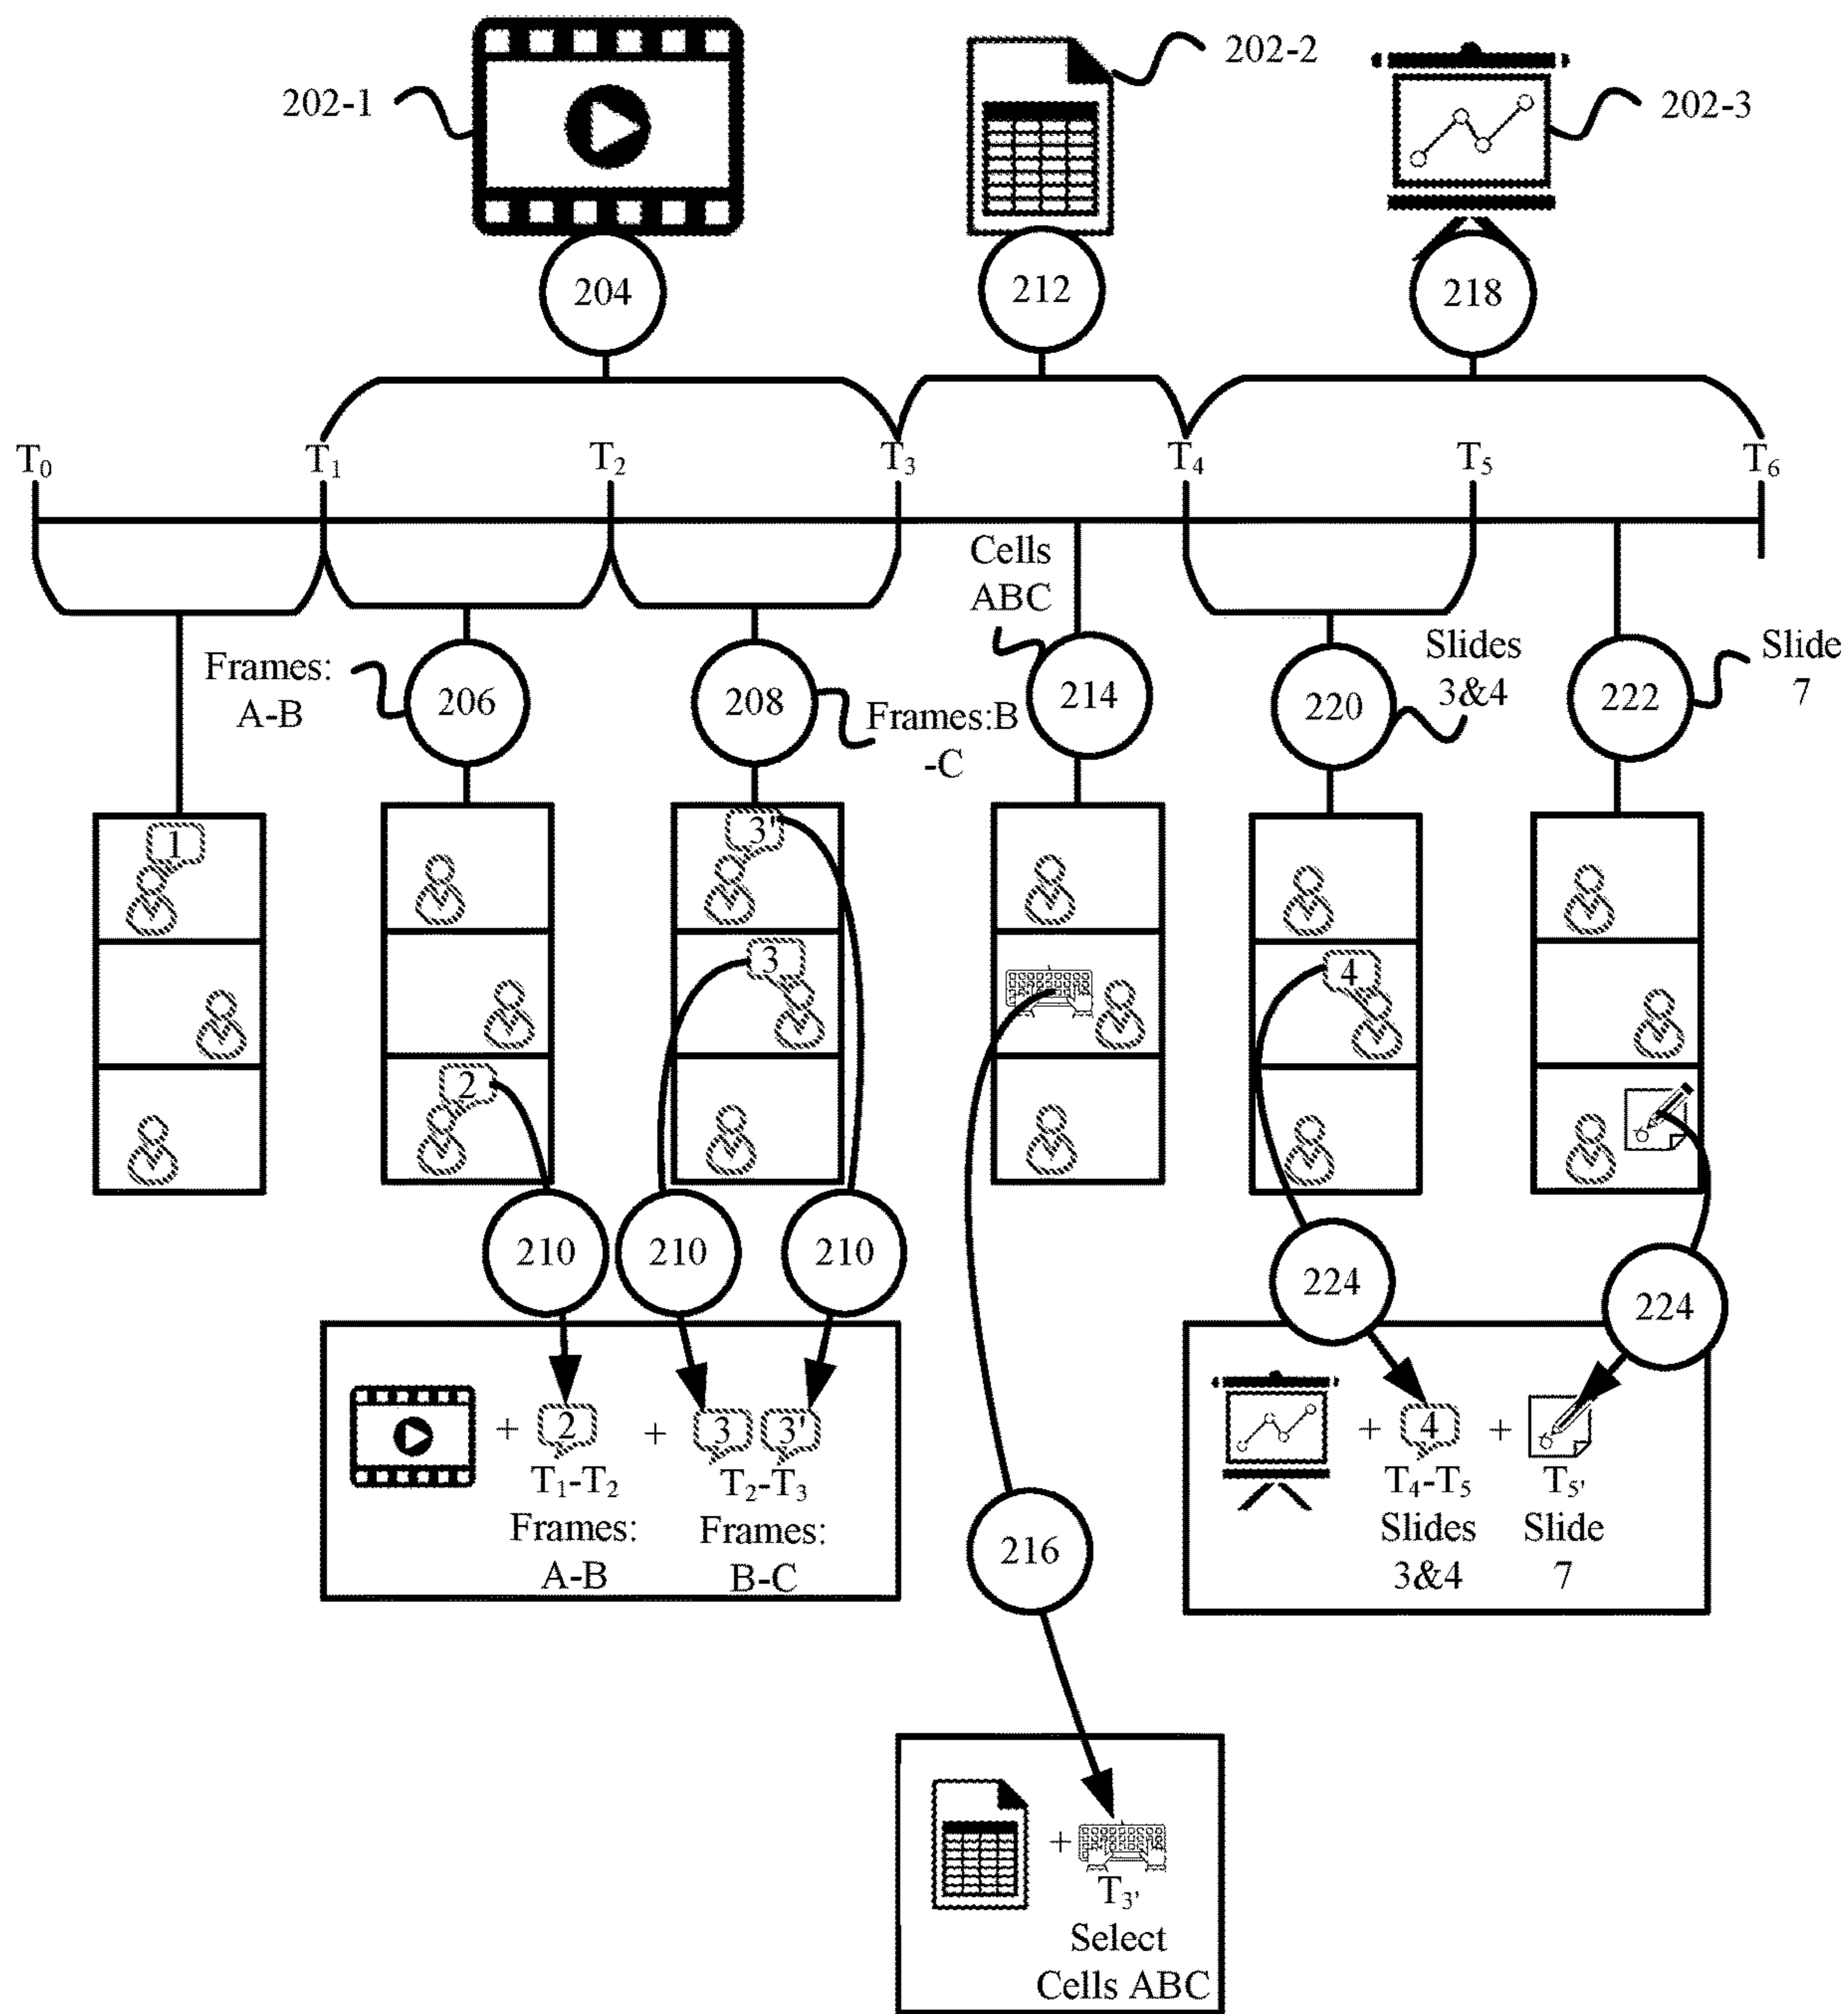 202-1
202-2
202-3
204
212
218
T₀
T₁
T₂
T₃
T₄
T₅
T₆
Cells
ABC
Frames:
A-B
206
208
Frames:B
-C
214
220
Slides
3&4
222
Slide
7
1
2
3'
3
4
210
210
210
224
224
+
2
T₁-T₂
Frames:
A-B
+
3
3'
T₂-T₃
Frames:
B-C
216
+
4
T₄-T₅
Slides
3&4
+
T₅'
Slide
7
+
T₃'
Select
Cells ABC